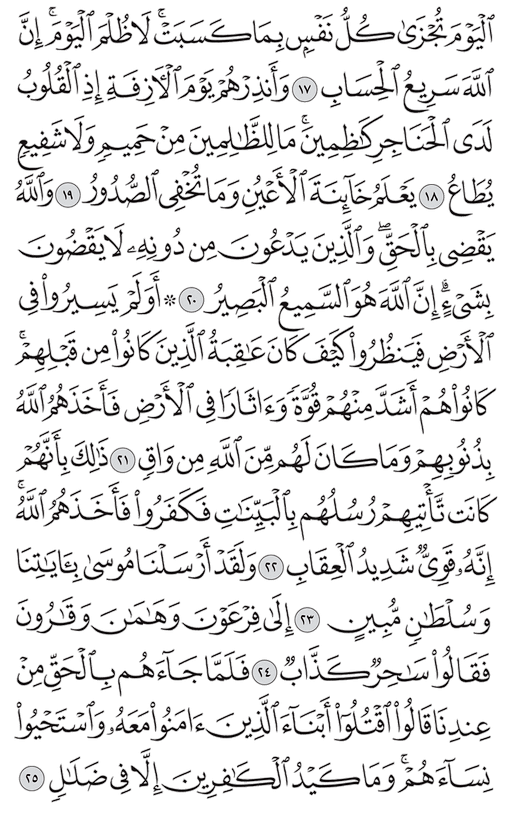 ٱلۡيَوۡمَ تُجۡزَىٰ كُلُّ نَفۡسِۭ بِمَا كَسَبَتۡۚ لَا ظُلۡمَ ٱلۡيَوۡمَۚ إِنَّ
ٱللَّهَ سَرِيعُ ٱلۡحِسَابِ ١٧ وَأَنذِرۡهُمۡ يَوۡمَ ٱلۡأٓزِفَةِ إِذِ ٱلۡقُلُوبُ
لَدَى ٱلۡحَنَاجِرِ كَٰظِمِينَۚ مَا لِلظَّٰلِمِينَ مِنۡ حَمِيمٖ وَلَا شَفِيعٖ
يُطَاعُ ١٨ يَعۡلَمُ خَآئِنَةَ ٱلۡأَعۡيُنِ وَمَا تُخۡفِي ٱلصُّدُورُ ١٩ وَٱللَّهُ
يَقۡضِي بِٱلۡحَقِّۖ وَٱلَّذِينَ يَدۡعُونَ مِن دُونِهِۦ لَا يَقۡضُونَ
بِشَيۡءٍۗ إِنَّ ٱللَّهَ هُوَ ٱلسَّمِيعُ ٱلۡبَصِيرُ ٢٠ ۞ أَوَلَمۡ يَسِيرُواْ فِي
ٱلۡأَرۡضِ فَيَنظُرُواْ كَيۡفَ كَانَ عَٰقِبَةُ ٱلَّذِينَ كَانُواْ مِن قَبۡلِهِمۡۚ
كَانُواْ هُمۡ أَشَدَّ مِنۡهُمۡ قُوَّةٗ وَءَاثَارٗا فِي ٱلۡأَرۡضِ فَأَخَذَهُمُ ٱللَّهُ
بِذُنُوبِهِمۡ وَمَا كَانَ لَهُم مِّنَ ٱللَّهِ مِن وَاقٖ ٢١ ذَٰلِكَ بِأَنَّهُمۡ
كَانَت تَّأۡتِيهِمۡ رُسُلُهُم بِٱلۡبَيِّنَٰتِ فَكَفَرُواْ فَأَخَذَهُمُ ٱللَّهُۚ
إِنَّهُۥ قَوِيّٞ شَدِيدُ ٱلۡعِقَابِ ٢٢ وَلَقَدۡ أَرۡسَلۡنَا مُوسَىٰ بِـَٔايَٰتِنَا
وَسُلۡطَٰنٖ مُّبِينٍ ٢٣ إِلَىٰ فِرۡعَوۡنَ وَهَٰمَٰنَ وَقَٰرُونَ
فَقَالُواْ سَٰحِرٞ كَذَّابٞ ٢٤ فَلَمَّا جَآءَهُم بِٱلۡحَقِّ مِنۡ
عِندِنَا قَالُواْ ٱقۡتُلُوٓاْ أَبۡنَآءَ ٱلَّذِينَ ءَامَنُواْ مَعَهُۥ وَٱسۡتَحۡيُواْ
نِسَآءَهُمۡۚ وَمَا كَيۡدُ ٱلۡكَٰفِرِينَ إِلَّا فِي ضَلَٰلٖ ٢٥